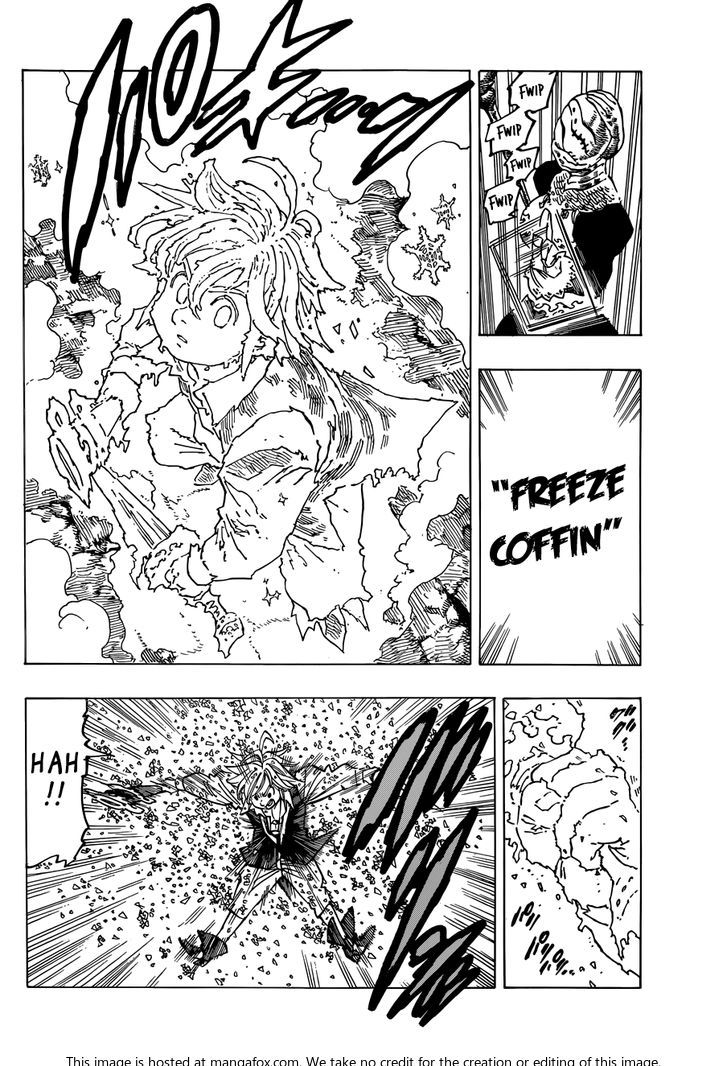 FWIP
FWIP
FWIP
FWIP
""FREEZE
COFFIN""
HAH
!!
This image is hosted at mangafox.com. We take no credit for the creation or editing of this image.